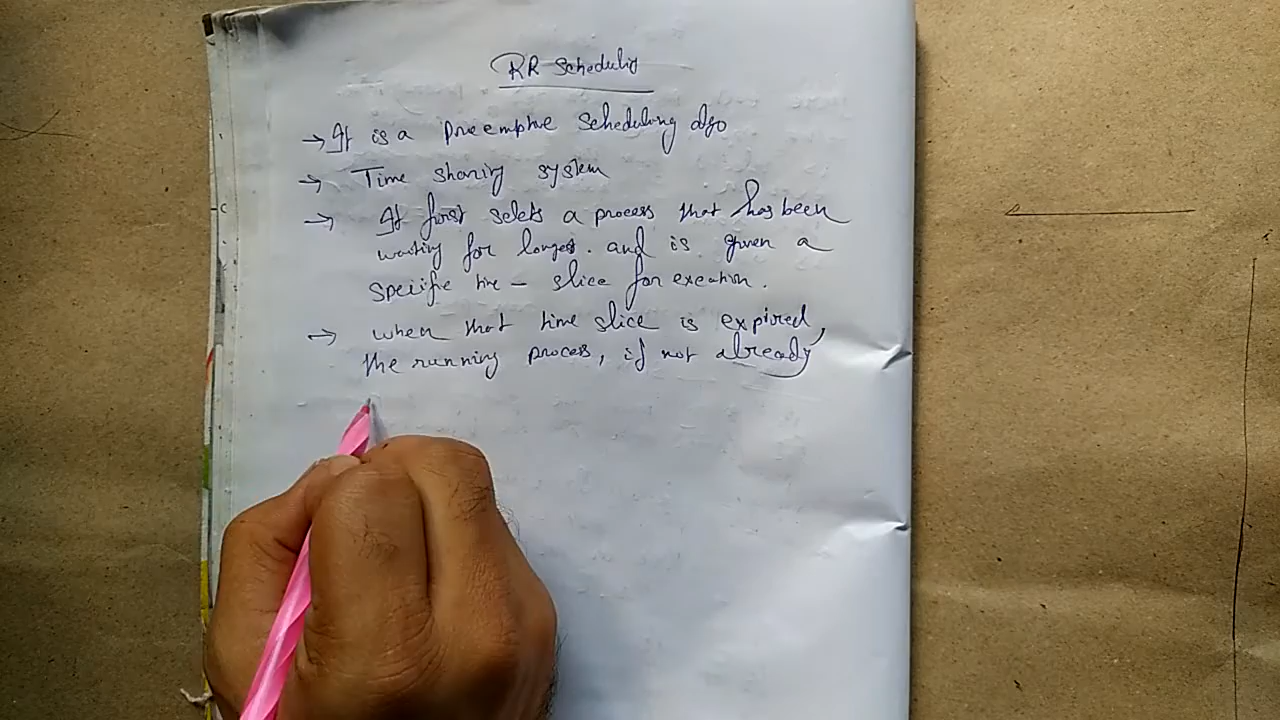 RR Scheduling
→ It is a Preemptive Scheduling Algo
→ Time sharing system
→ It first selects a process that has been
waiting for longest. and is given a
specific time - slice for excution.
→ when that time slice is expired,
the running process, if not already